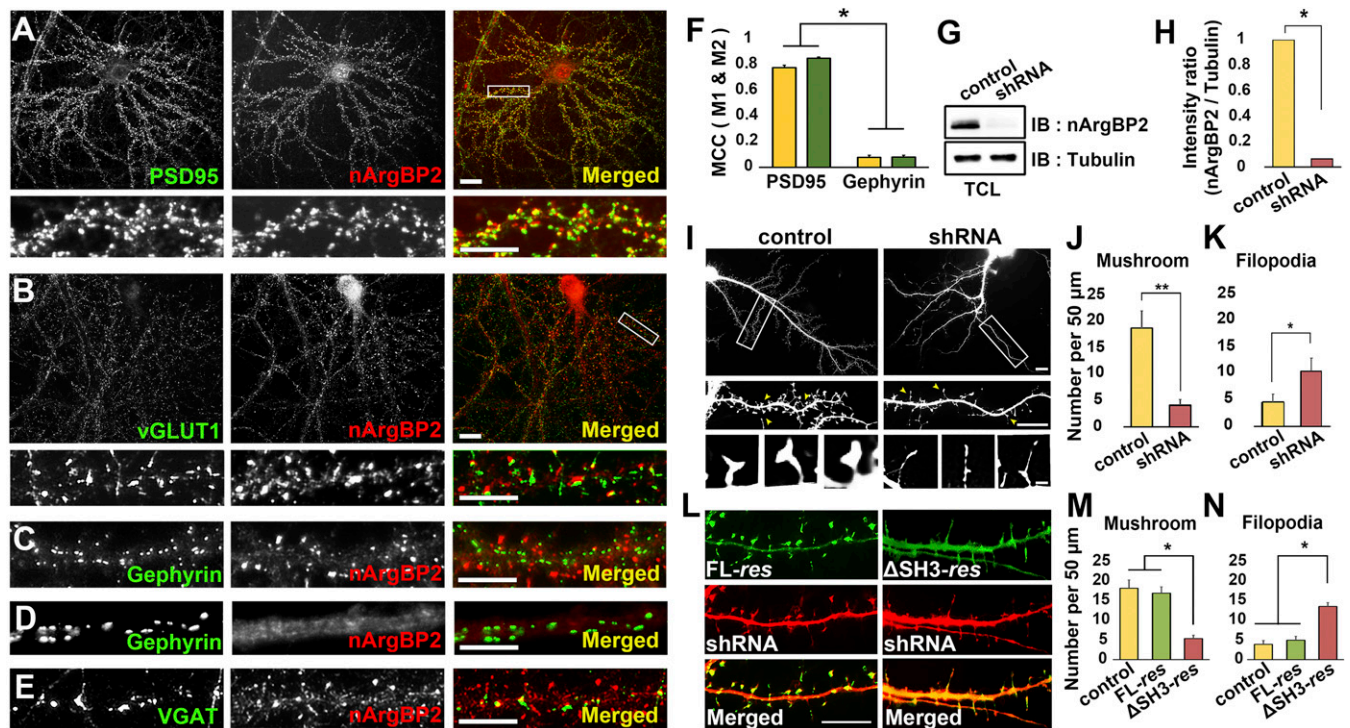 A
PSD95
nArgBP2
Merged
B
vGLUT1
nArgBP2
Merged
C
Gephyrin
nArgBP2
Merged
D
Gephyrin
nArgBP2
Merged
E
VGAT
nArgBP2
Merged
F
MCC ( M1 & M2 )
1
0.8
0.6
0.4
0.2
0
*
PSD95
Gephyrin
G
control
shRNA
IB : nArgBP2
IB : Tubulin
TCL
H
Intensity ratio
(nArgBP2 / Tubulin)
1
0.8
0.6
0.4
0.2
0
*
control
shRNA
I
control
shRNA
J
Mushroom
Number per 50 µm
25
20
15
10
5
0
**
control
shRNA
K
Filopodia
25
20
15
10
5
0
*
control
shRNA
L
FL-res
ΔSH3-res
shRNA
shRNA
Merged
Merged
M
Mushroom
Number per 50 µm
25
20
15
10
5
0
*
control
FL-res
ΔSH3-res
N
Filopodia
25
20
15
10
5
0
*
control
FL-res
ΔSH3-res